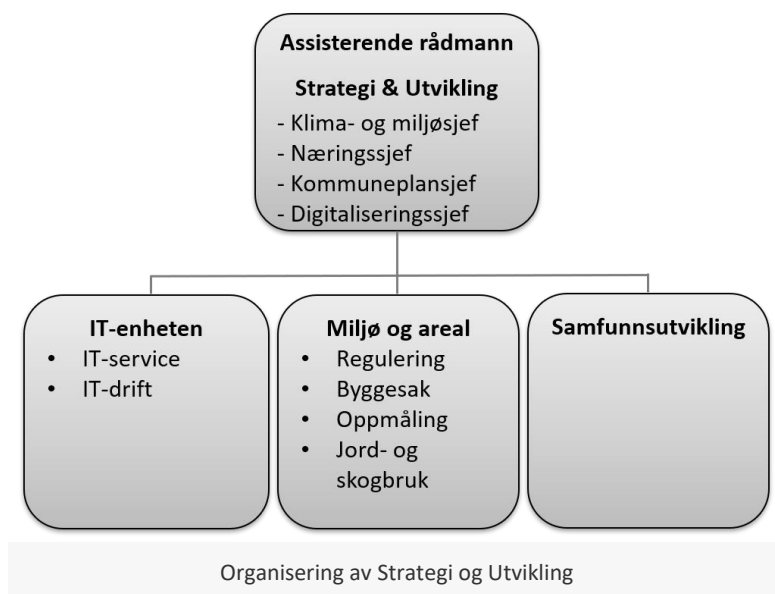 Assisterende rådmann
Strategi & Utvikling
- Klima- og miljøsjef
- Næringssjef
- Kommuneplansjef
- Digitaliseringssjef
IT-enheten
• IT-service
• IT-drift
Miljø og areal
• Regulering
• Byggesak
• Oppmåling
• Jord- og
skogbruk
Samfunnsutvikling
Organisering av Strategi og Utvikling